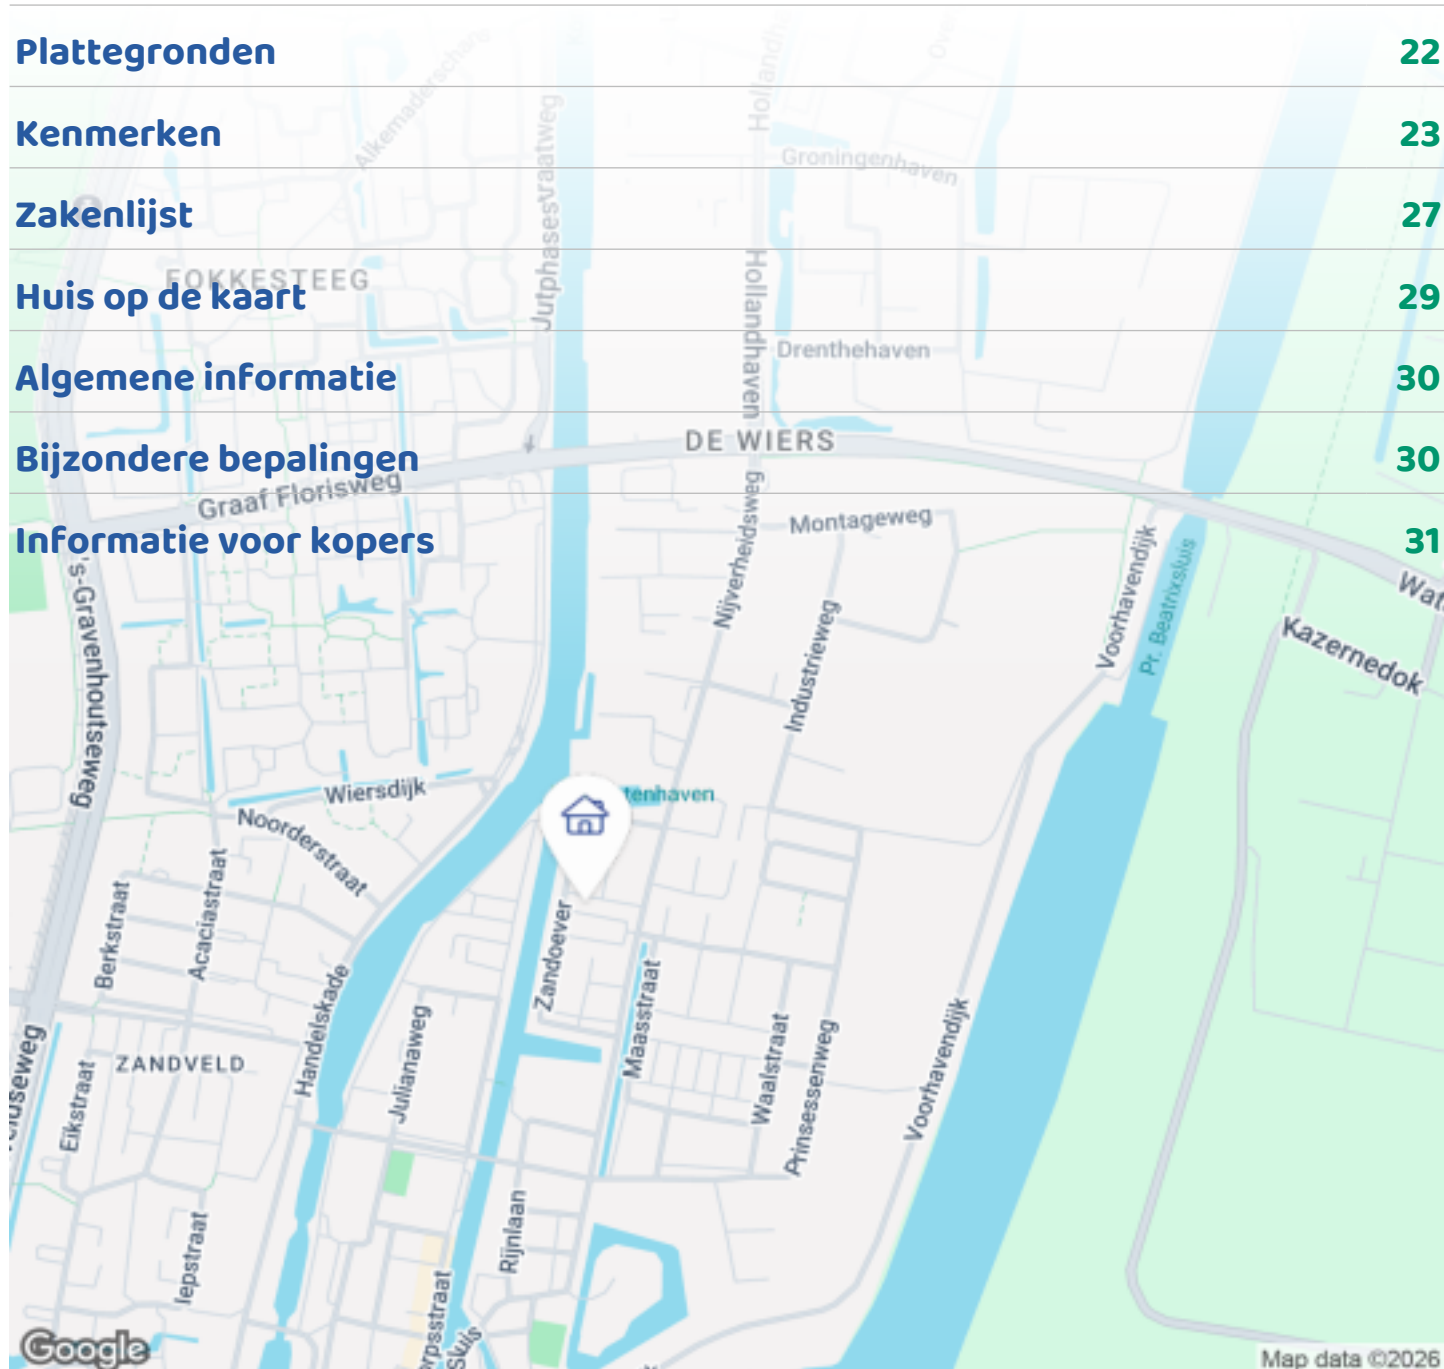 Plattegronden 22
Kenmerken 23
Zakenlijst 27
Huis op de kaart 29
Algemene informatie 30
Bijzondere bepalingen 30
Informatie voor kopers 31
Jutphasestraatweg
Groningenhaven
FOKKESTEEG
Hollandhaven
Drenthehaven
DE WIERS
Graaf Florisweg
Montageweg
Nijverheidsweg
Industrieweg
Voorhavendijk
Pr. Beatrixsluis
Kazernedok
's-Gravenhoutseweg
Wiersdijk
Noorderstraat
Berkstraat
Acaciastraat
Zandoever
Handelskade
Maasstraat
Julianaweg
Waalstraat
Prinsessenweg
Voorhavendijk
ZANDVELD
Eikstraat
Iepstraat
Rijnlaan
Google
Map data ©2026